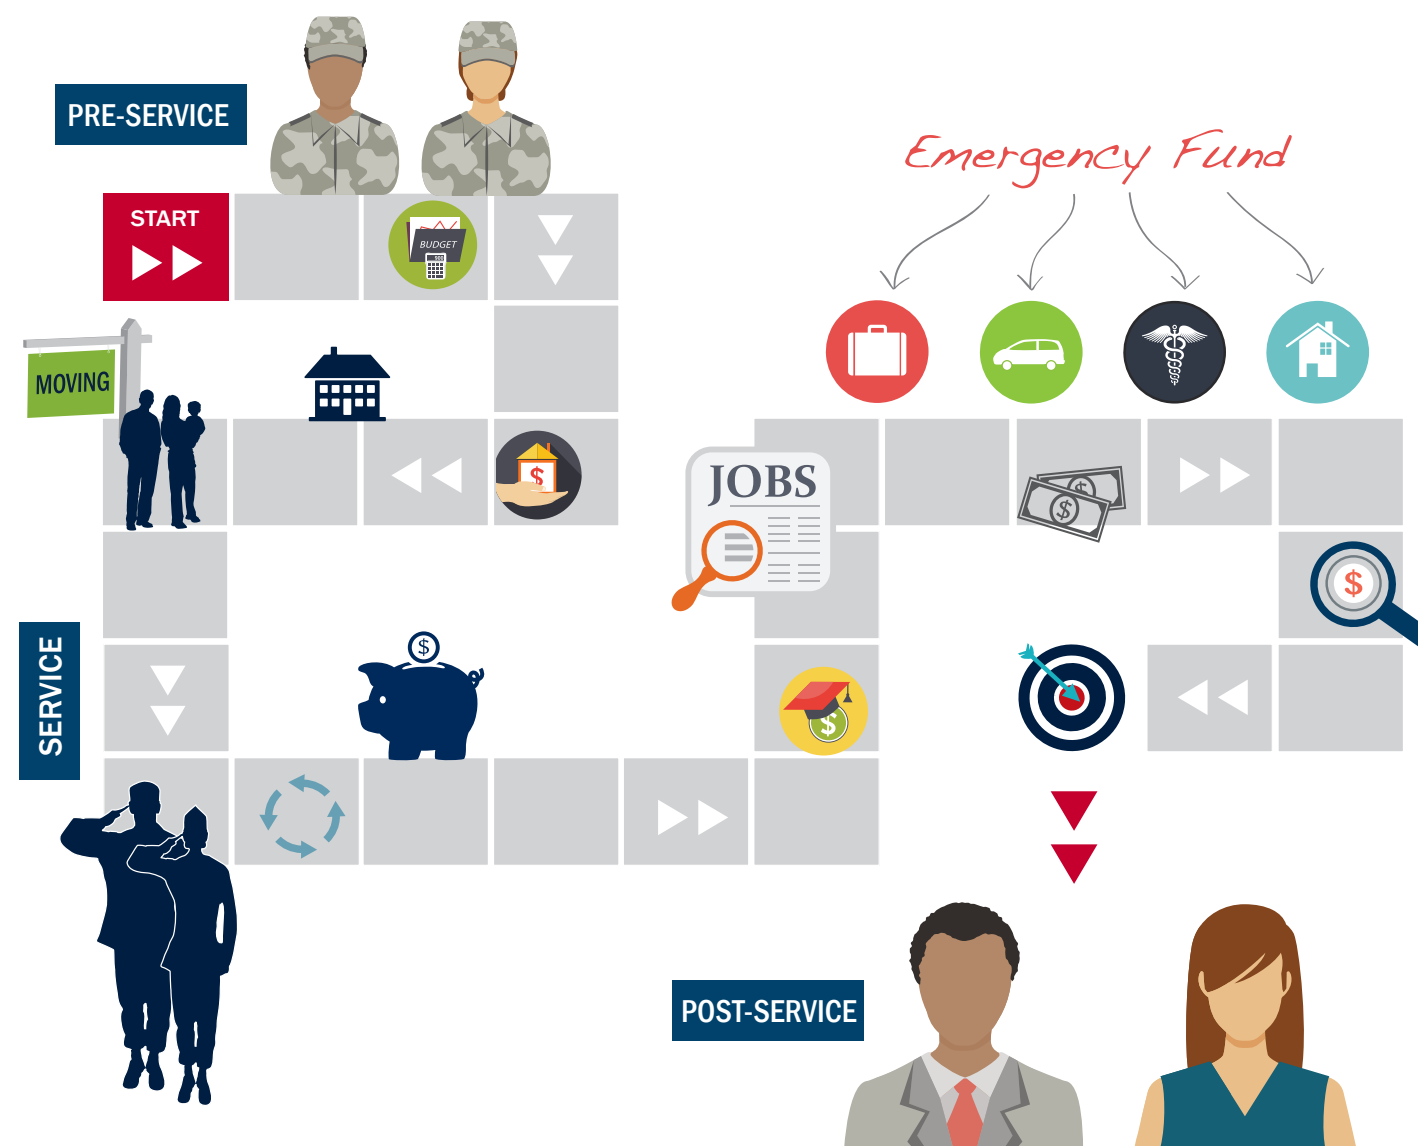 PRE-SERVICE
Emergency Fund
START
BUDGET
MOVING
$
JOBS
$
$
$
SERVICE
$
$
POST-SERVICE